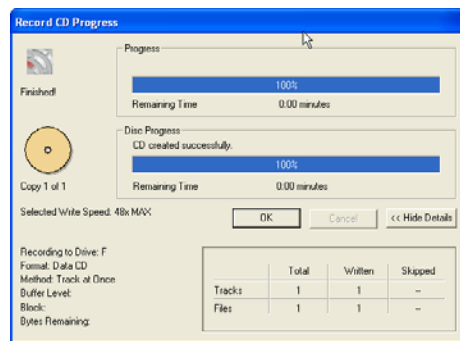 Record CD Progress
Progress
Finished!
100%
Remaining Time 0.00 minutes
Disc Progress
CD created successfully.
100%
Copy 1 of 1
Remaining Time 0.00 minutes
Selected Write Speed: 48x MAX
OK
Cancel
<< Hide Details
Recording to Drive: F
Format: Data CD
Method: Track at Once
Buffer Level:
Block:
Bytes Remaining:
Total Written Skipped
Tracks 1 1 --
Files 1 1 --